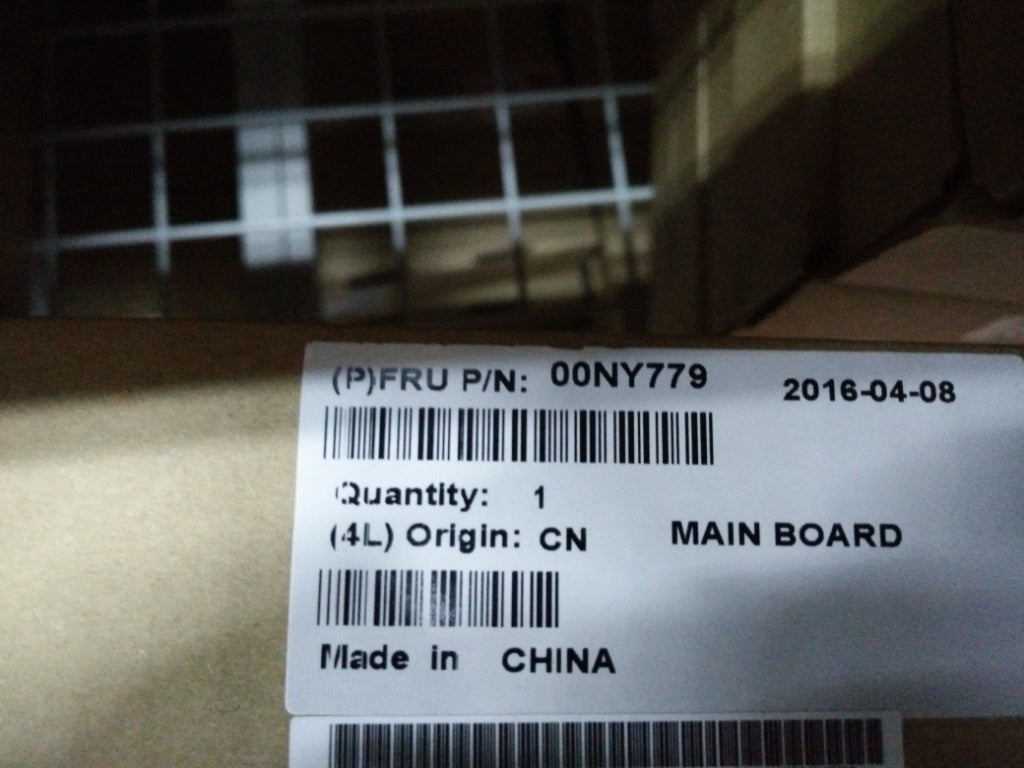 (P)FRU P/N: 00NY779 2016-04-08
Quantity: 1
(4L) Origin: CN MAIN BOARD
Made in CHINA